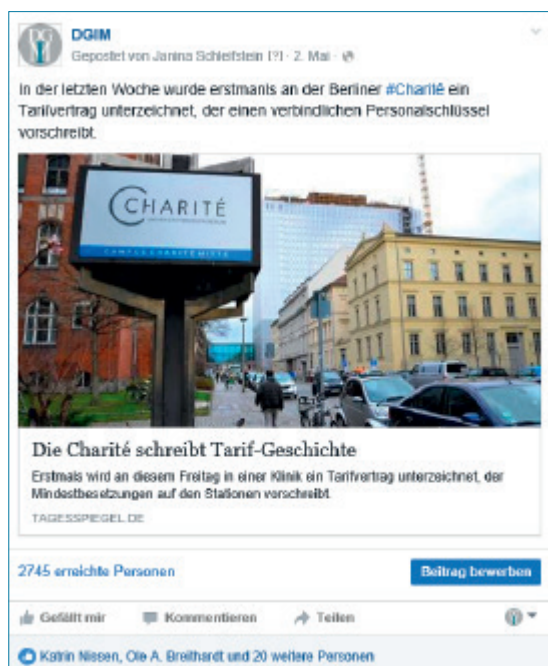 DGIM
Gepostet von Janina Schleifstein [?] · 2. Mai ·
In der letzten Woche wurde erstmanls an der Berliner #Charité ein
Tarifvertrag unterzeichnet, der einen verbindlichen Personalschlüssel
vorschreibt.
CHARITÉ
CAMPUS CHARITÉ MITTE
Die Charité schreibt Tarif-Geschichte
Erstmals wird an diesem Freitag in einer Klinik ein Tarifvertrag unterzeichnet, der
Mindestbesetzungen auf den Stationen vorschreibt.
TAGESSPIEGEL.DE
2745 erreichte Personen
Beitrag bewerben
Gefällt mir Kommentieren Teilen
Katrin Nissen, Ole A. Breithardt und 20 weitere Personen